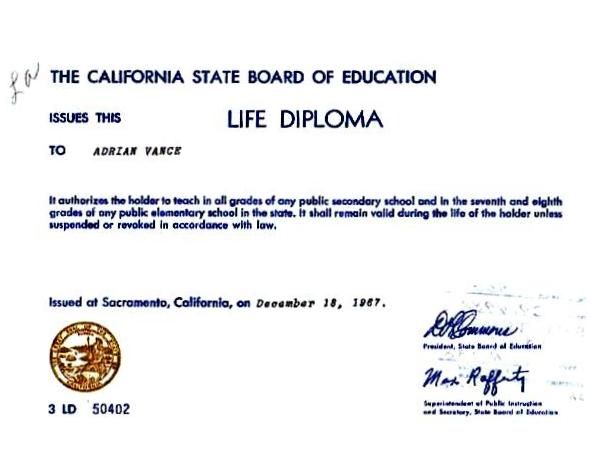 THE CALIFORNIA STATE BOARD OF EDUCATION
ISSUES THIS LIFE DIPLOMA
TO ADRIAN VANCE
It authorizes the holder to teach in all grades of any public secondary school and in the seventh and eighth
grades of any public elementary school in the state. It shall remain valid during the life of the holder unless
suspended or revoked in accordance with law.
Issued at Sacramento, California, on December 18, 1967.
President, State Board of Education
Max Rafferty
Superintendent of Public Instruction
and Secretary, State Board of Education
3 LD 50402